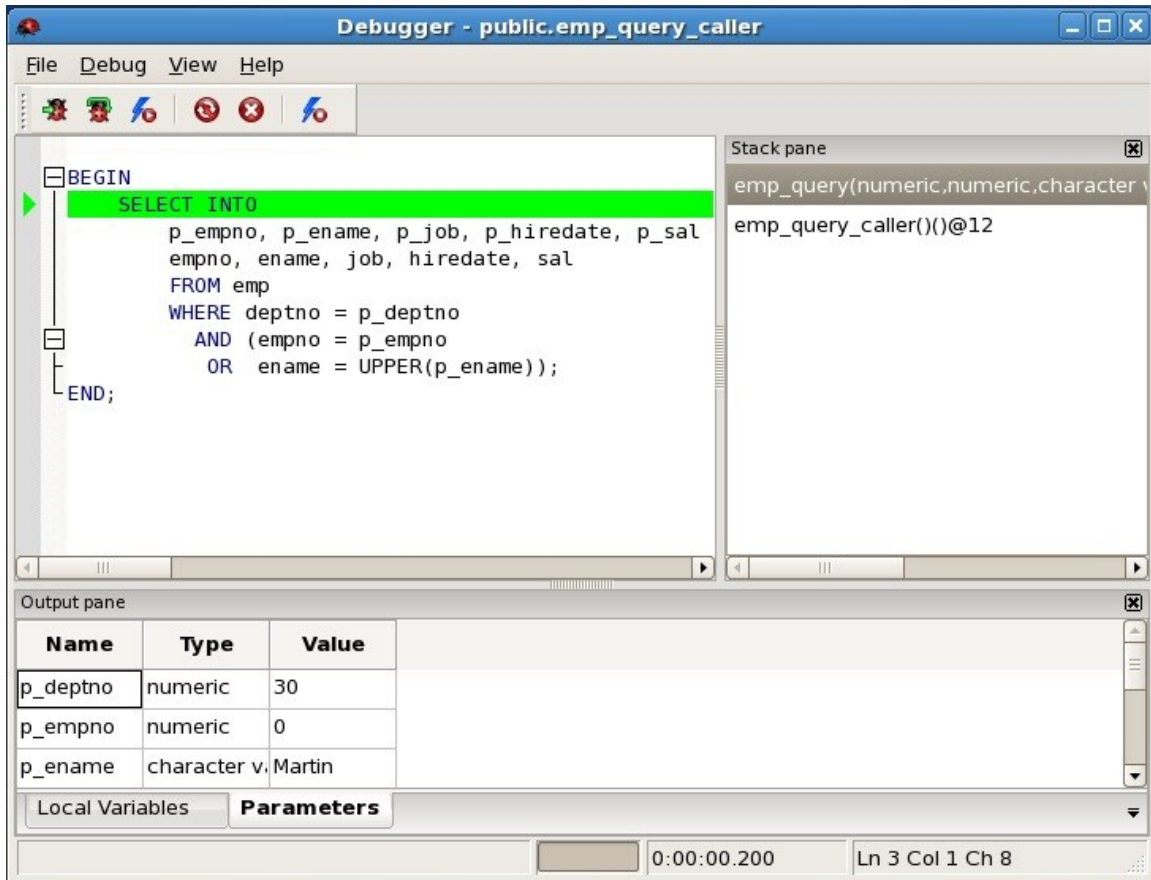 Debugger - public.emp_query_caller
File Debug View Help
BEGIN
SELECT INTO
p_empno, p_ename, p_job, p_hiredate, p_sal
empno, ename, job, hiredate, sal
FROM emp
WHERE deptno = p_deptno
AND (empno = p_empno
OR ename = UPPER(p_ename));
END;
Stack pane
emp_query(numeric,numeric,character v
emp_query_caller()()@12
Output pane
Name Type Value
p_deptno numeric 30
p_empno numeric 0
p_ename character va Martin
Local Variables Parameters
0:00:00.200 Ln 3 Col 1 Ch 8